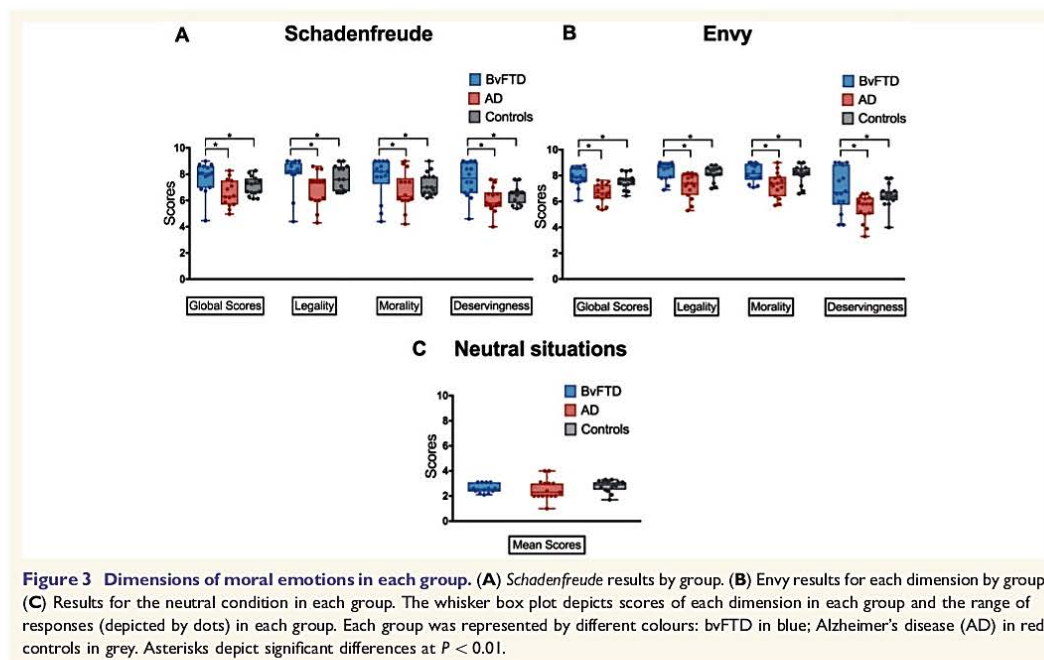 A Schadenfreude
BvFTD
AD
Controls
* * * *
* * * *
10
8
6
4
2
0
Scores
Global Scores Legality Morality Deservingness
B Envy
BvFTD
AD
Controls
* * * *
* * * *
10
8
6
4
2
0
Scores
Global Scores Legality Morality Deservingness
C Neutral situations
BvFTD
AD
Controls
10
8
6
4
2
0
Scores
Mean Scores
Figure 3 Dimensions of moral emotions in each group. (A) Schadenfreude results by group. (B) Envy results for each dimension by group
(C) Results for the neutral condition in each group. The whisker box plot depicts scores of each dimension in each group and the range of
responses (depicted by dots) in each group. Each group was represented by different colours: bvFTD in blue; Alzheimer's disease (AD) in red
controls in grey. Asterisks depict significant differences at P < 0.01.